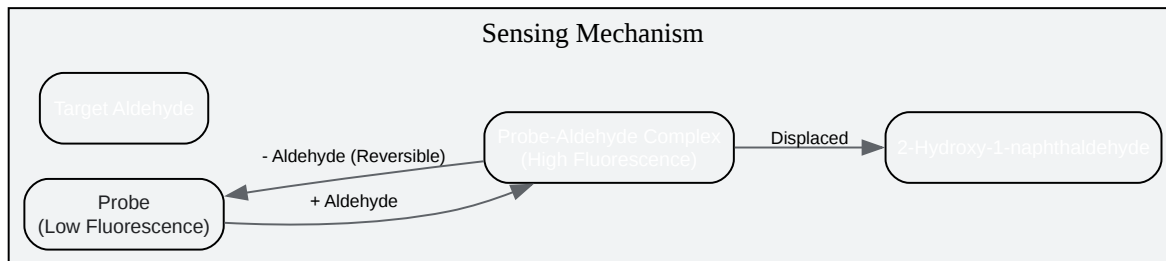 Sensing Mechanism
Target Aldehyde
Probe-Aldehyde Complex
(High Fluorescence)
Displaced
2-Hydroxy-1-naphthaldehyde
- Aldehyde (Reversible)
+ Aldehyde
Probe
(Low Fluorescence)